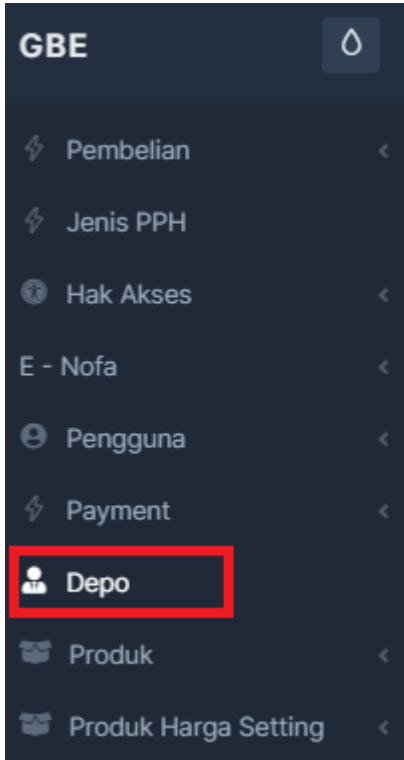 GBE
Pembelian
Jenis PPH
Hak Akses
E - Nofa
Pengguna
Payment
Depo
Produk
Produk Harga Setting